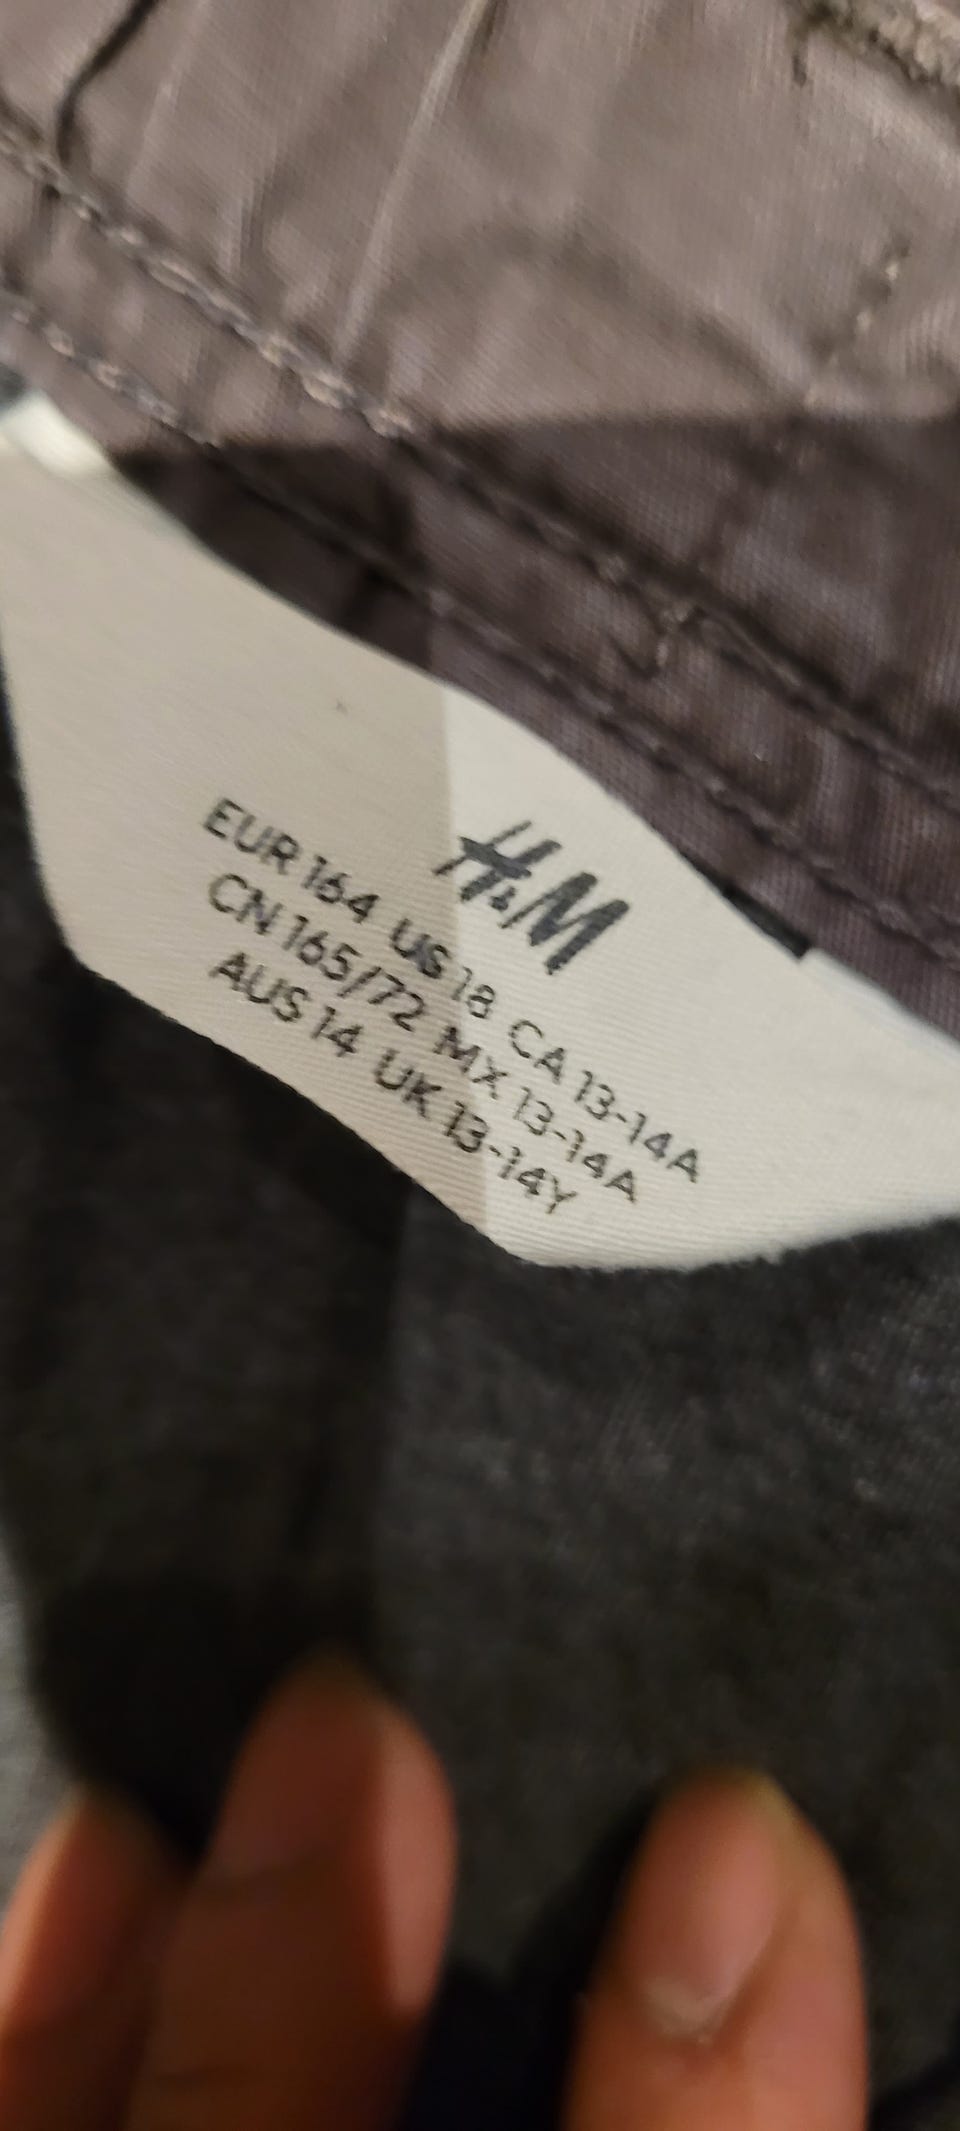 H&M
EUR 164 US 18 CA 13-14A
CN 165/72 MX 13-14A
AUS 14 UK 13-14Y